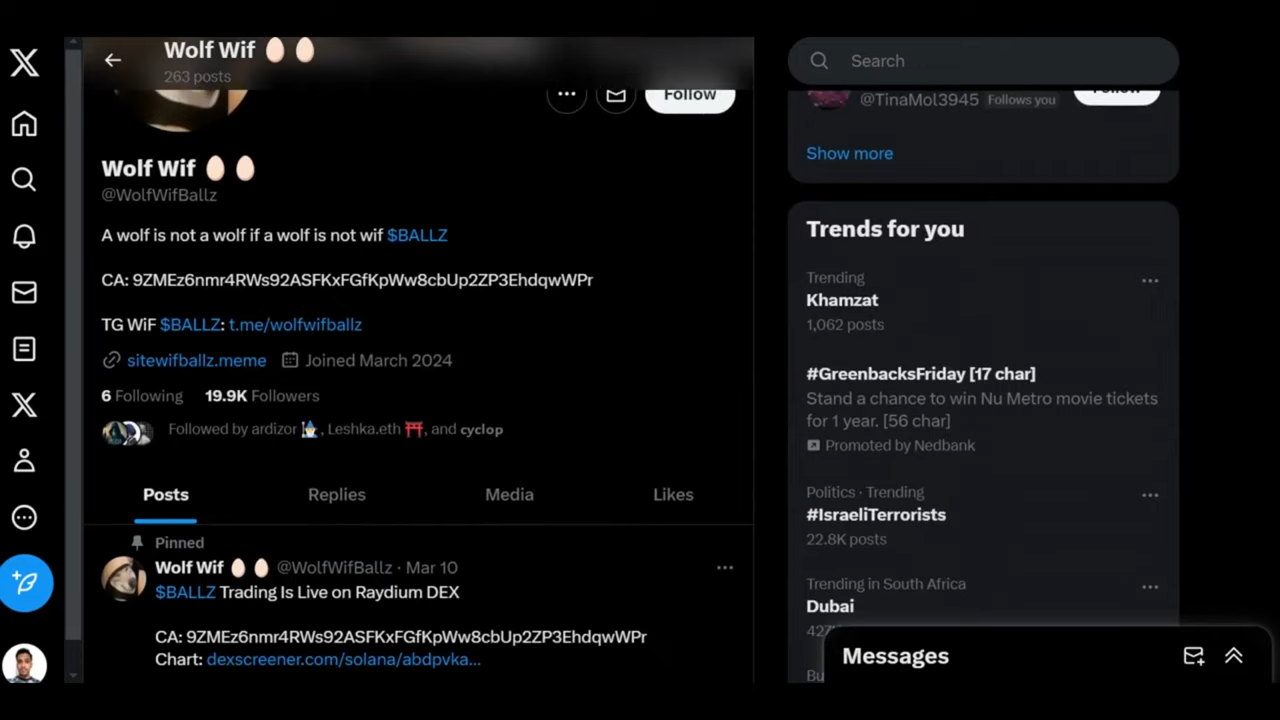 Wolf Wif
263 posts
Follow
Wolf Wif
@WolfWifBallz
A wolf is not a wolf if a wolf is not wif $BALLZ
CA: 9ZMEz6nmr4RWs92ASFKxFGfKpWw8cbUp2ZP3EhdqwWPr
TG WiF $BALLZ: t.me/wolfwifballz
sitewifballz.meme Joined March 2024
6 Following 19.9K Followers
Followed by ardizor, Leshka.eth, and cyclop
Posts Replies Media Likes
Pinned
Wolf Wif @WolfWifBallz · Mar 10
$BALLZ Trading Is Live on Raydium DEX
CA: 9ZMEz6nmr4RWs92ASFKxFGfKpWw8cbUp2ZP3EhdqwWPr
Chart: dexscreener.com/solana/abdpvka...
Search
@TinaMol3945 Follows you
Follow
Show more
Trends for you
Trending
Khamzat
1,062 posts
#GreenbacksFriday [17 char]
Stand a chance to win Nu Metro movie tickets
for 1 year. [56 char]
Promoted by Nedbank
Politics · Trending
#IsraeliTerrorists
22.8K posts
Trending in South Africa
Dubai
Messages